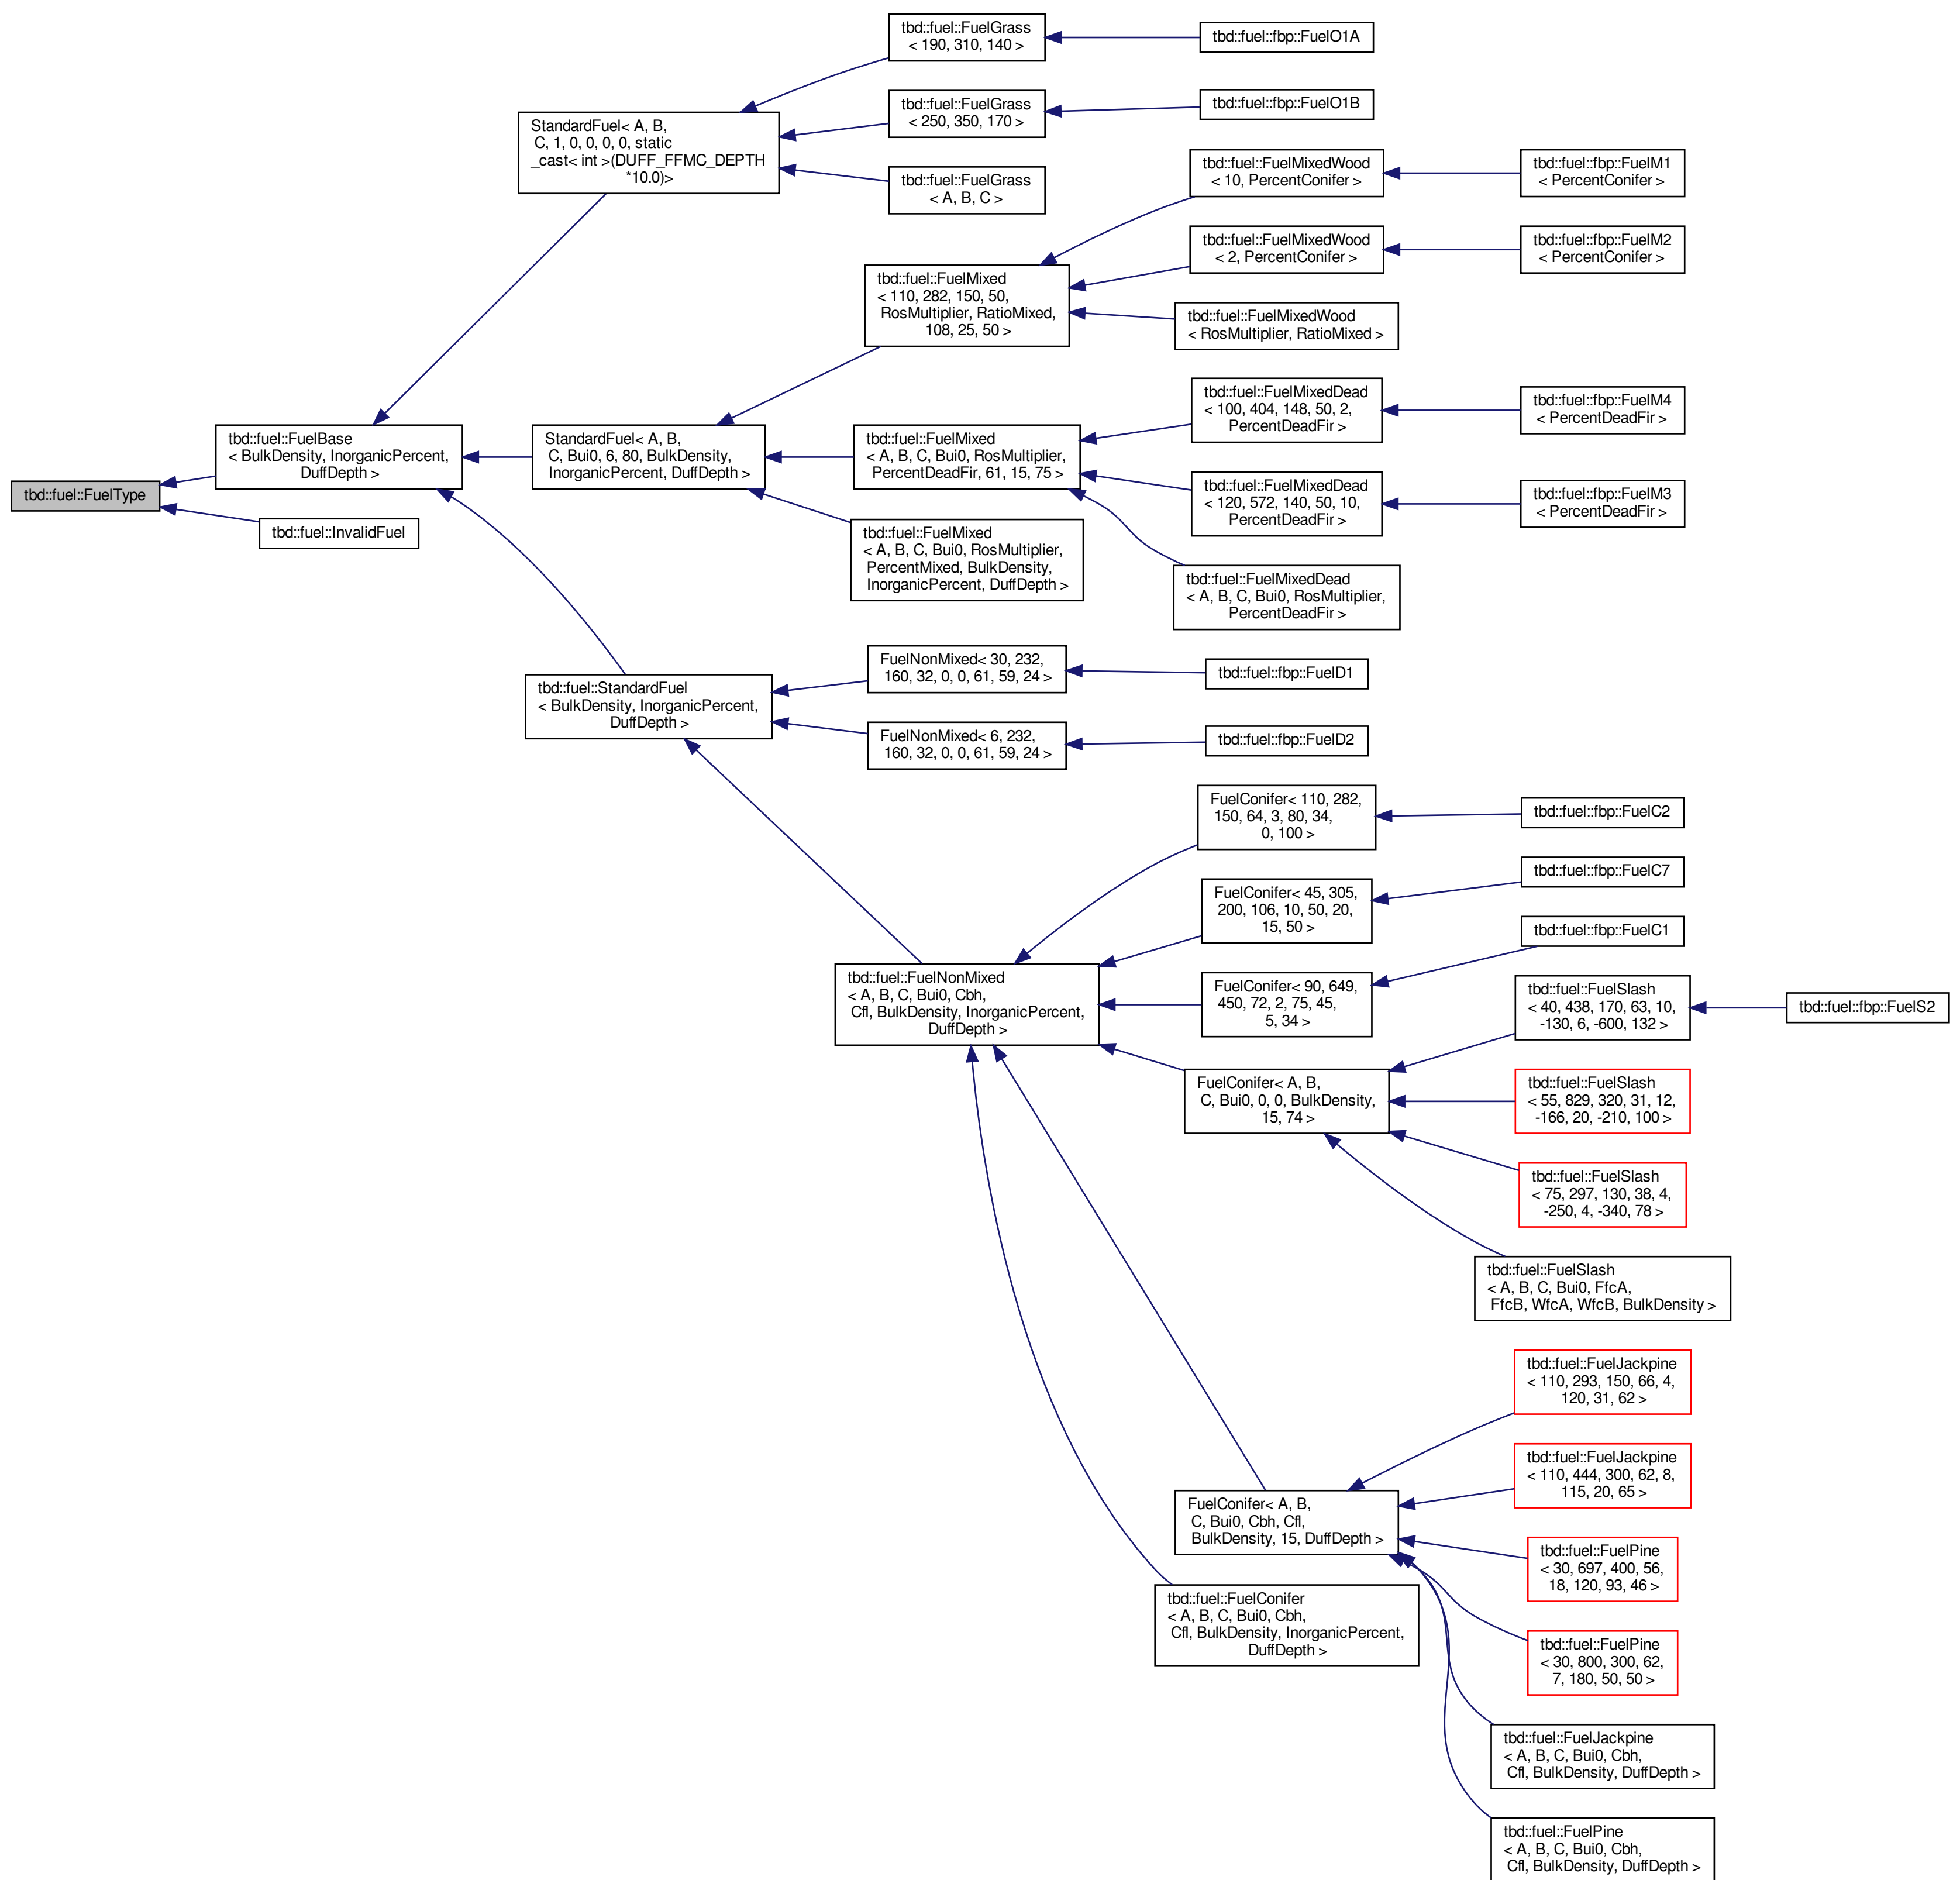 tbd::fuel::FuelType
tbd::fuel::FuelBase
< BulkDensity, InorganicPercent,
DuffDepth >
tbd::fuel::InvalidFuel
StandardFuel< A, B,
C, 1, 0, 0, 0, 0, static
_cast< int >(DUFF_FFMC_DEPTH
*10.0)>
StandardFuel< A, B,
C, Bui0, 6, 80, BulkDensity,
InorganicPercent, DuffDepth >
tbd::fuel::StandardFuel
< BulkDensity, InorganicPercent,
DuffDepth >
tbd::fuel::FuelGrass
< 190, 310, 140 >
tbd::fuel::fbp::FuelO1A
tbd::fuel::FuelGrass
< 250, 350, 170 >
tbd::fuel::fbp::FuelO1B
tbd::fuel::FuelGrass
< A, B, C >
tbd::fuel::FuelMixed
< 110, 282, 150, 50,
RosMultiplier, RatioMixed,
108, 25, 50 >
tbd::fuel::FuelMixedWood
< 10, PercentConifer >
tbd::fuel::fbp::FuelM1
< PercentConifer >
tbd::fuel::FuelMixedWood
< 2, PercentConifer >
tbd::fuel::fbp::FuelM2
< PercentConifer >
tbd::fuel::FuelMixedWood
< RosMultiplier, RatioMixed >
tbd::fuel::FuelMixed
< A, B, C, Bui0, RosMultiplier,
PercentDeadFir, 61, 15, 75 >
tbd::fuel::FuelMixedDead
< 100, 404, 148, 50, 2,
PercentDeadFir >
tbd::fuel::fbp::FuelM4
< PercentDeadFir >
tbd::fuel::FuelMixedDead
< 120, 572, 140, 50, 10,
PercentDeadFir >
tbd::fuel::fbp::FuelM3
< PercentDeadFir >
tbd::fuel::FuelMixedDead
< A, B, C, Bui0, RosMultiplier,
PercentDeadFir >
tbd::fuel::FuelMixed
< A, B, C, Bui0, RosMultiplier,
PercentMixed, BulkDensity,
InorganicPercent, DuffDepth >
FuelNonMixed< 30, 232,
160, 32, 0, 0, 61, 59, 24 >
tbd::fuel::fbp::FuelD1
FuelNonMixed< 6, 232,
160, 32, 0, 0, 61, 59, 24 >
tbd::fuel::fbp::FuelD2
tbd::fuel::FuelNonMixed
< A, B, C, Bui0, Cbh,
Cfl, BulkDensity, InorganicPercent,
DuffDepth >
FuelConifer< 110, 282,
150, 64, 3, 80, 34,
0, 100 >
tbd::fuel::fbp::FuelC2
FuelConifer< 45, 305,
200, 106, 10, 50, 20,
15, 50 >
tbd::fuel::fbp::FuelC7
FuelConifer< 90, 649,
450, 72, 2, 75, 45,
5, 34 >
tbd::fuel::fbp::FuelC1
FuelConifer< A, B,
C, Bui0, 0, 0, BulkDensity,
15, 74 >
tbd::fuel::FuelSlash
< 40, 438, 170, 63, 10,
-130, 6, -600, 132 >
tbd::fuel::fbp::FuelS2
tbd::fuel::FuelSlash
< 55, 829, 320, 31, 12,
-166, 20, -210, 100 >
tbd::fuel::FuelSlash
< 75, 297, 130, 38, 4,
-250, 4, -340, 78 >
tbd::fuel::FuelSlash
< A, B, C, Bui0, FfcA,
FfcB, WfcA, WfcB, BulkDensity >
FuelConifer< A, B,
C, Bui0, Cbh, Cfl,
BulkDensity, 15, DuffDepth >
tbd::fuel::FuelJackpine
< 110, 293, 150, 66, 4,
120, 31, 62 >
tbd::fuel::FuelJackpine
< 110, 444, 300, 62, 8,
115, 20, 65 >
tbd::fuel::FuelPine
< 30, 697, 400, 56,
18, 120, 93, 46 >
tbd::fuel::FuelPine
< 30, 800, 300, 62,
7, 180, 50, 50 >
tbd::fuel::FuelJackpine
< A, B, C, Bui0, Cbh,
Cfl, BulkDensity, DuffDepth >
tbd::fuel::FuelPine
< A, B, C, Bui0, Cbh,
Cfl, BulkDensity, DuffDepth >
tbd::fuel::FuelConifer
< A, B, C, Bui0, Cbh,
Cfl, BulkDensity, InorganicPercent,
DuffDepth >